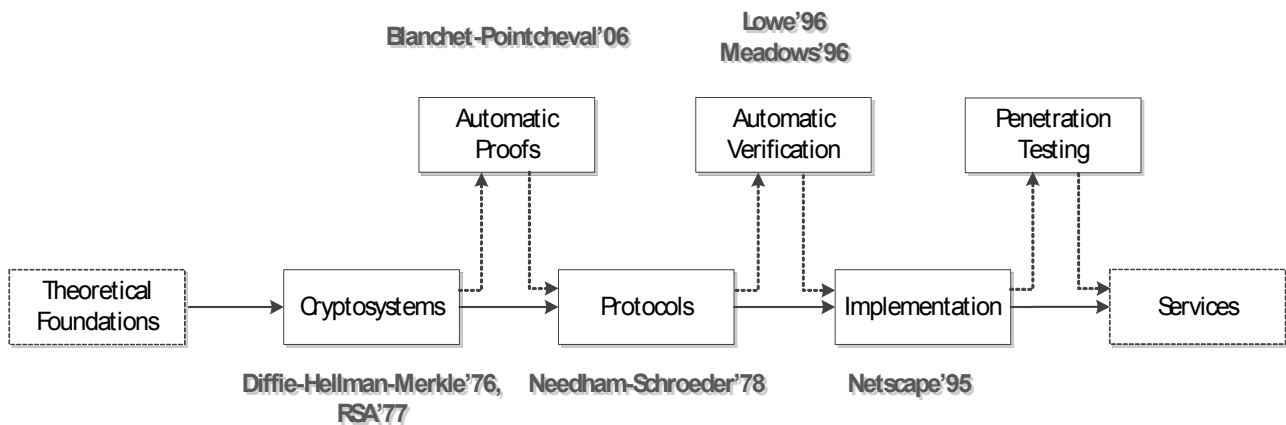 Blanchet-Pointcheval’06
Lowe’96
Meadows’96
Automatic
Proofs
Automatic
Verification
Penetration
Testing
Theoretical
Foundations
Cryptosystems
Protocols
Implementation
Services
Diffie-Hellman-Merkle’76,
RSA’77
Needham-Schroeder’78
Netscape’95